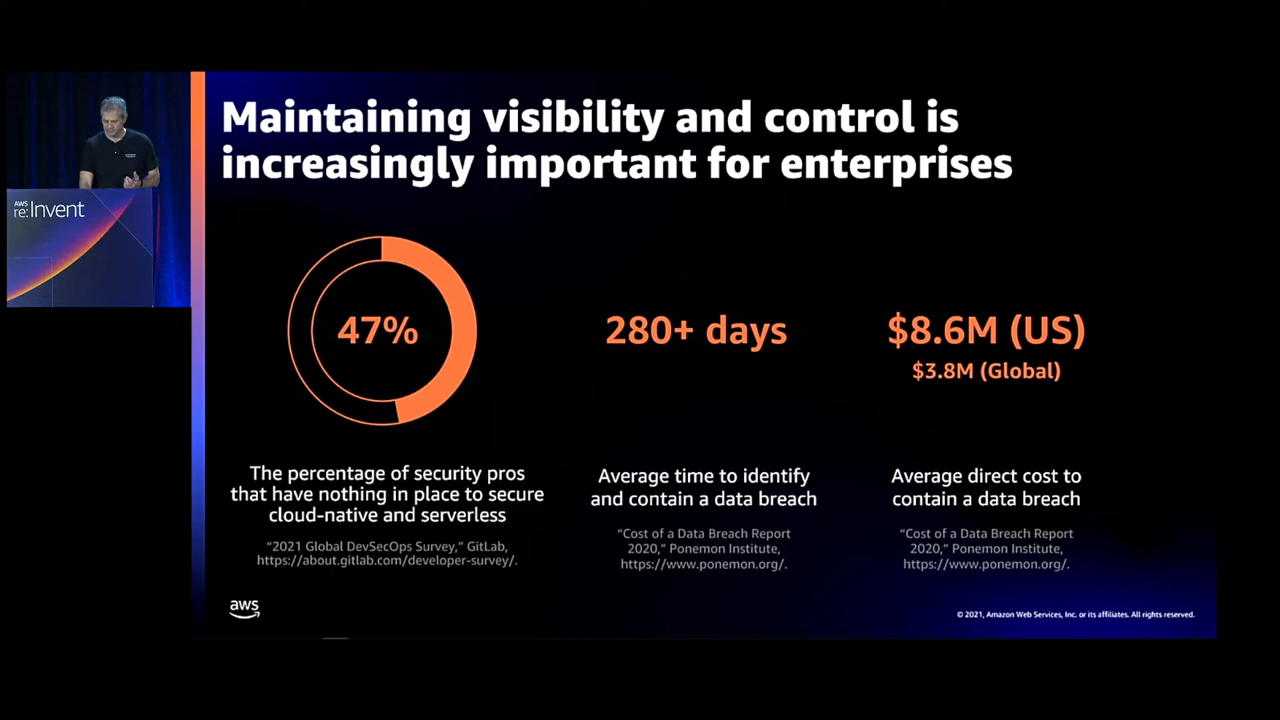 Maintaining visibility and control is
increasingly important for enterprises
AWS
re:Invent
47%
280+ days
$8.6M (US)
$3.8M (Global)
The percentage of security pros
that have nothing in place to secure
cloud-native and serverless
"2021 Global DevSecOps Survey," GitLab,
https://about.gitlab.com/developer-survey/.
Average time to identify
and contain a data breach
"Cost of a Data Breach Report
2020," Ponemon Institute,
https://www.ponemon.org/.
Average direct cost to
contain a data breach
"Cost of a Data Breach Report
2020," Ponemon Institute,
https://www.ponemon.org/.
aws
© 2021, Amazon Web Services, Inc. or its affiliates. All rights reserved.